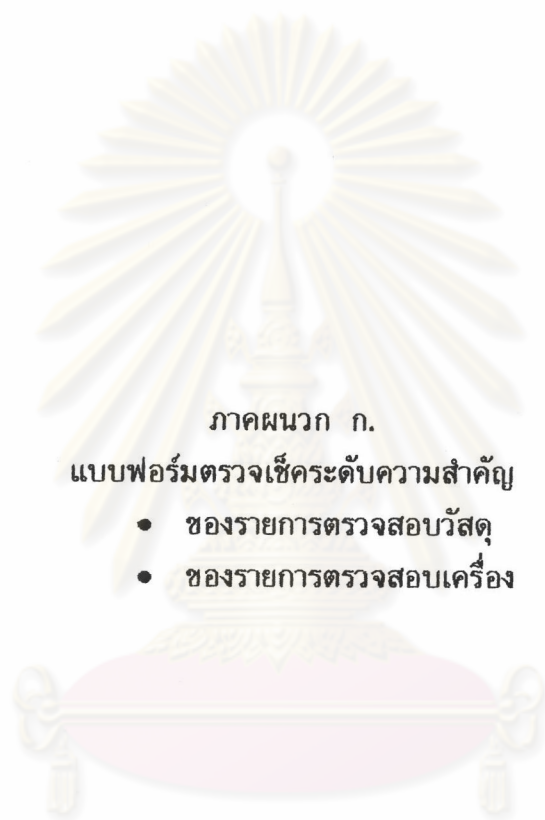 ภาคผนวก ก.
แบบฟอร์มตรวจเช็คระดับความสำคัญ
• ของรายการตรวจสอบวัสดุ
• ของรายการตรวจสอบเครื่อง